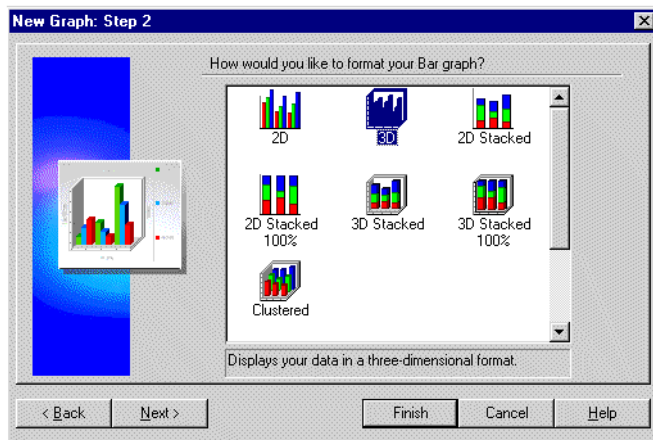 New Graph: Step 2
How would you like to format your Bar graph?
2D
3D
2D Stacked
2D Stacked
100%
3D Stacked
3D Stacked
100%
Clustered
Displays your data in a three-dimensional format.
< Back
Next >
Finish
Cancel
Help